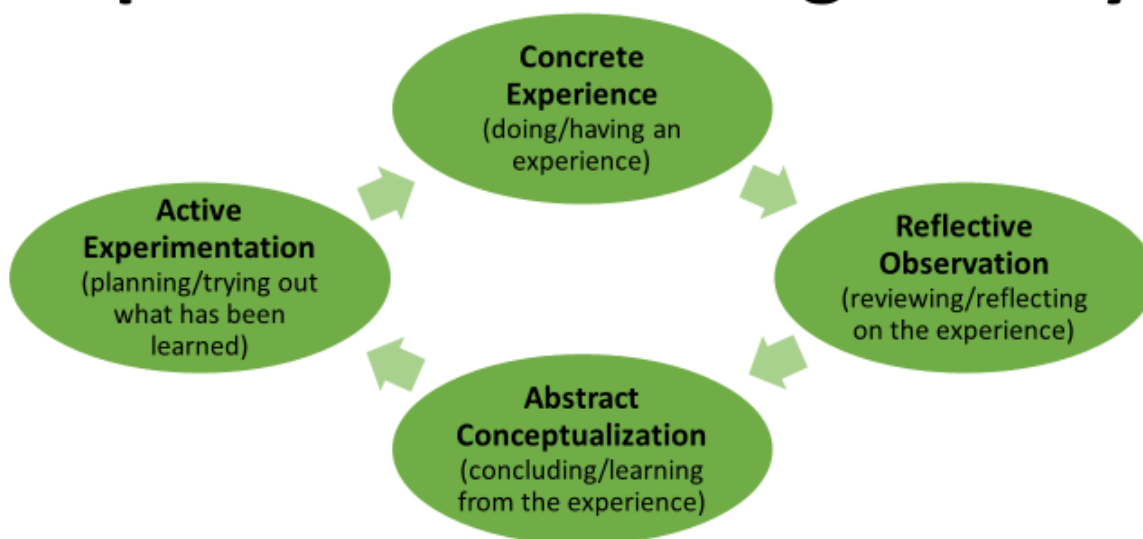 Concrete
Experience
(doing/having an
experience)
Reflective
Observation
(reviewing/reflecting
on the experience)
Abstract
Conceptualization
(concluding/learning
from the experience)
Active
Experimentation
(planning/trying out
what has been
learned)